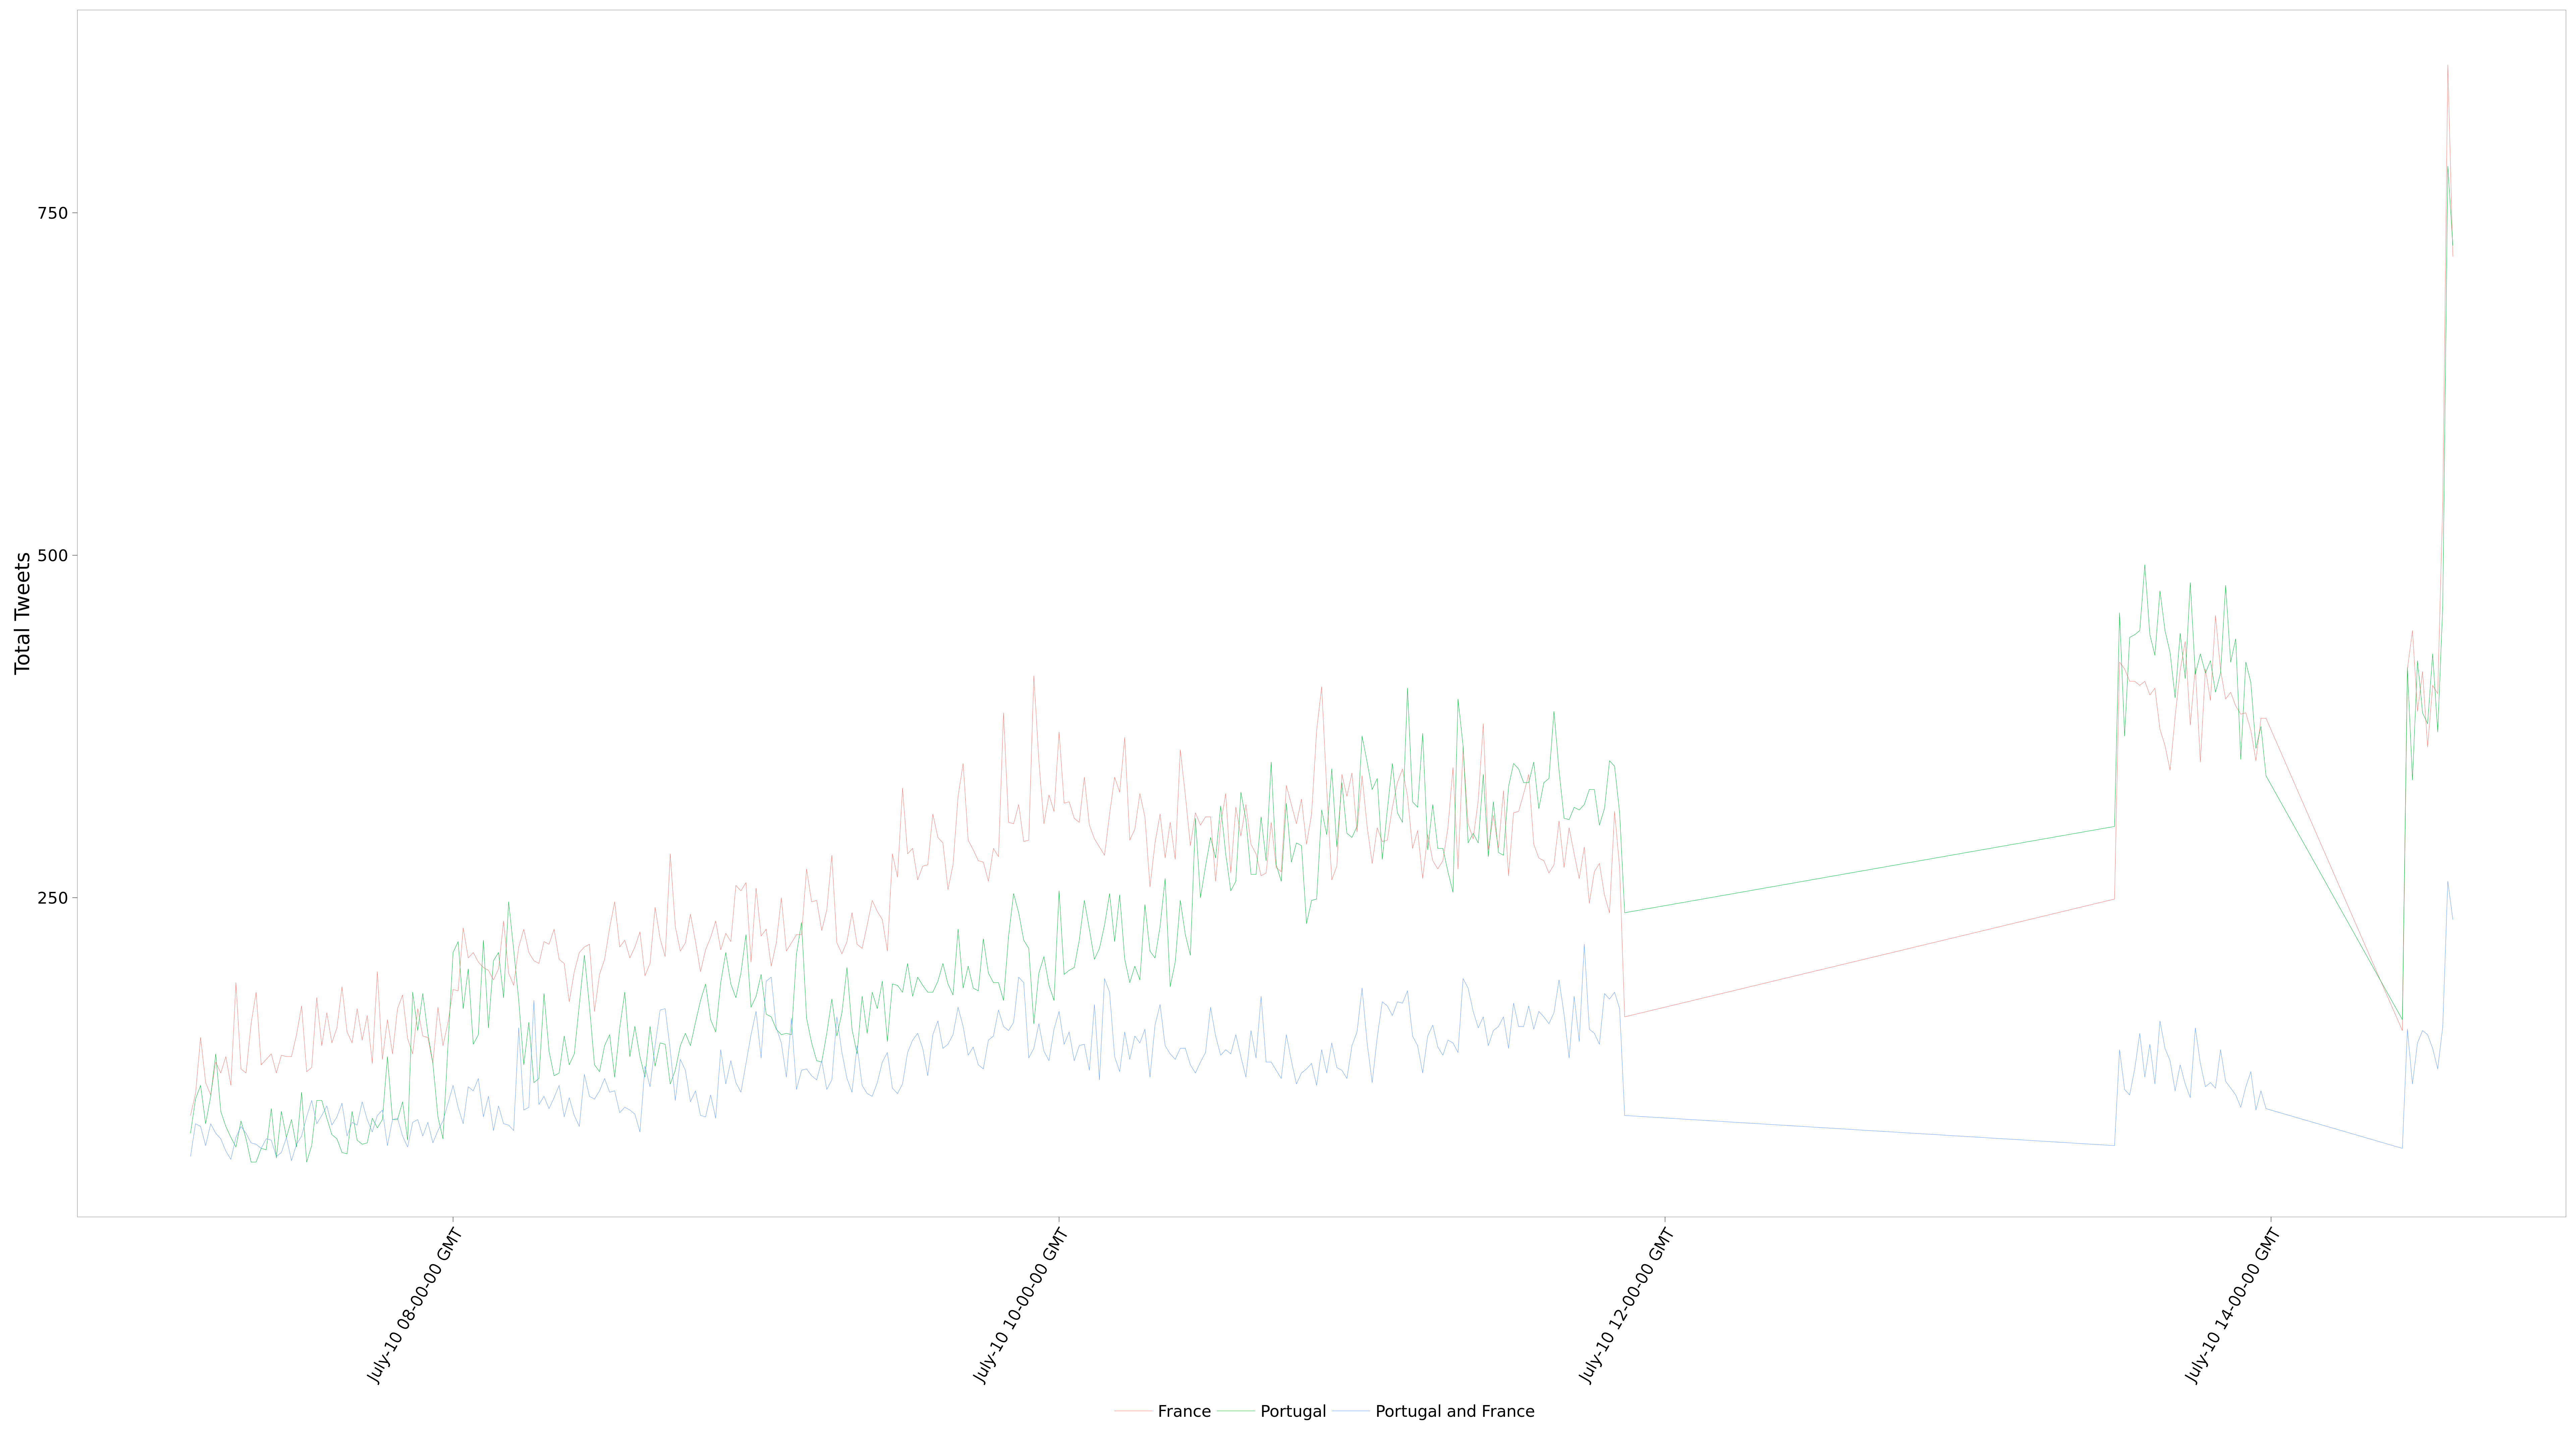 Total Tweets
750
500
250
July-10 08-00-00 GMT
July-10 10-00-00 GMT
July-10 12-00-00 GMT
July-10 14-00-00 GMT
France
Portugal
Portugal and France